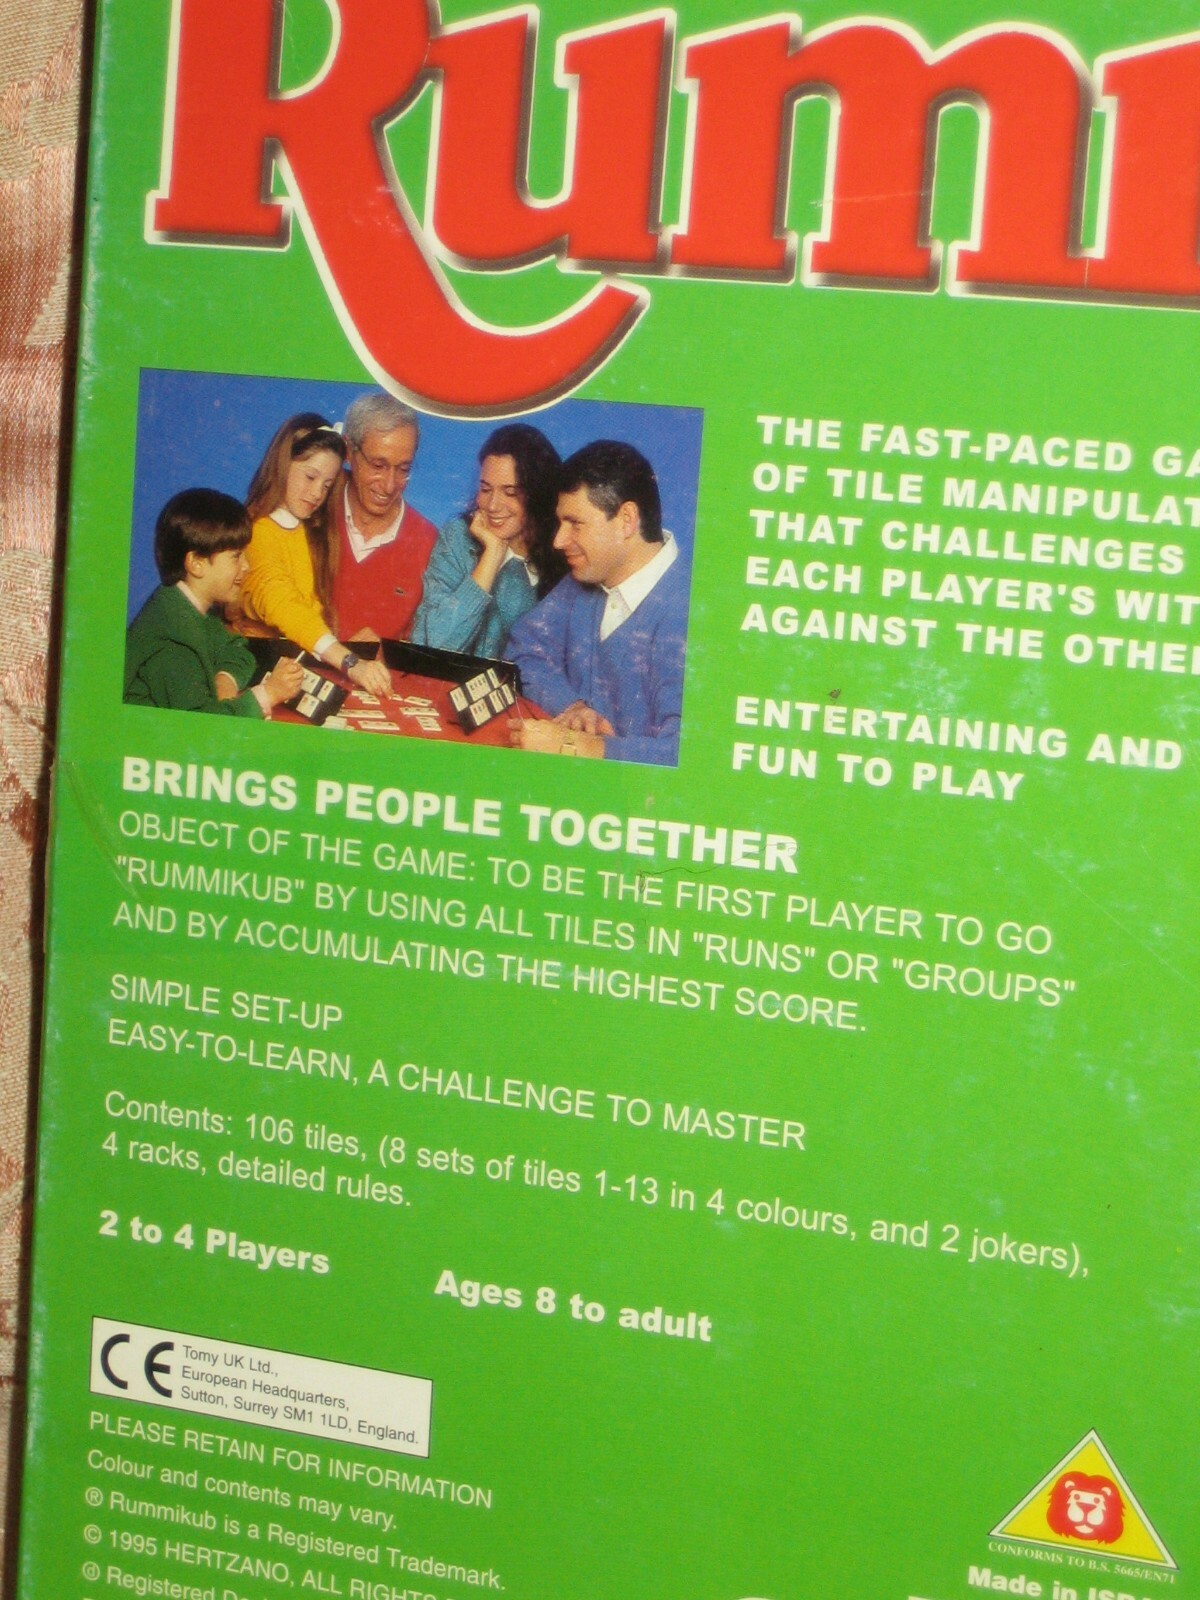 THE FAST-PACED
OF TILE
THAT CHALLENGES
EACH PLAYER'S
AGAINST THE
ENTERTAINING AND
FUN TO PLAY
BRINGS PEOPLE TOGETHER
OBJECT OF THE GAME: TO BE THE FIRST PLAYER TO GO
"RUMMIKUB" BY USING ALL TILES IN "RUNS" OR "GROUPS"
AND BY ACCUMULATING THE HIGHEST SCORE.
SIMPLE SET-UP
EASY-TO-LEARN, A CHALLENGE TO MASTER
Contents: 106 tiles, (8 sets of tiles 1-13 in 4 colours, and 2 jokers),
4 racks, detailed rules.
2 to 4 Players
Ages 8 to adult
CE
Tomy UK Ltd.,
European Headquarters,
Sutton, Surrey SM1 1LD, England.
PLEASE RETAIN FOR INFORMATION
Colour and contents may vary.
® Rummikub is a Registered Trademark.
© 1995 HERTZANO, ALL RIGHTS
ⓓ Registered
CONFORMS TO B.S. 5665/EN71
Made in